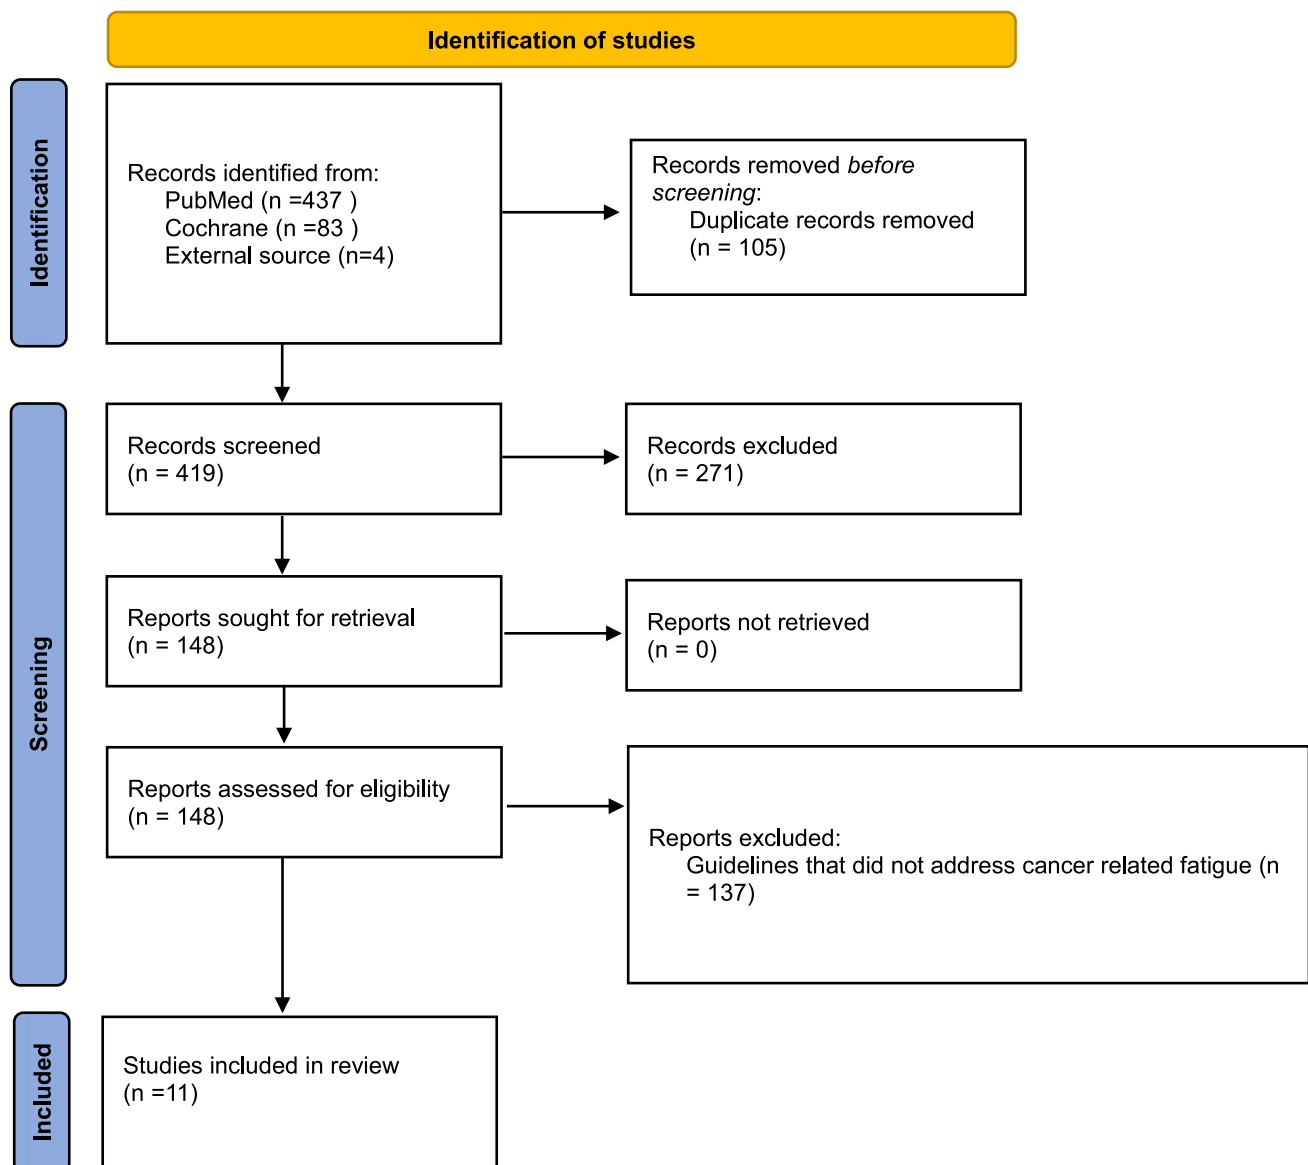 Identification of studies
Identification
Records identified from:
PubMed (n =437 )
Cochrane (n =83 )
External source (n=4)
Records removed before
screening:
Duplicate records removed
(n = 105)
Screening
Records screened
(n = 419)
Records excluded
(n = 271)
Reports sought for retrieval
(n = 148)
Reports not retrieved
(n = 0)
Reports assessed for eligibility
(n = 148)
Reports excluded:
Guidelines that did not address cancer related fatigue (n
= 137)
Included
Studies included in review
(n =11)